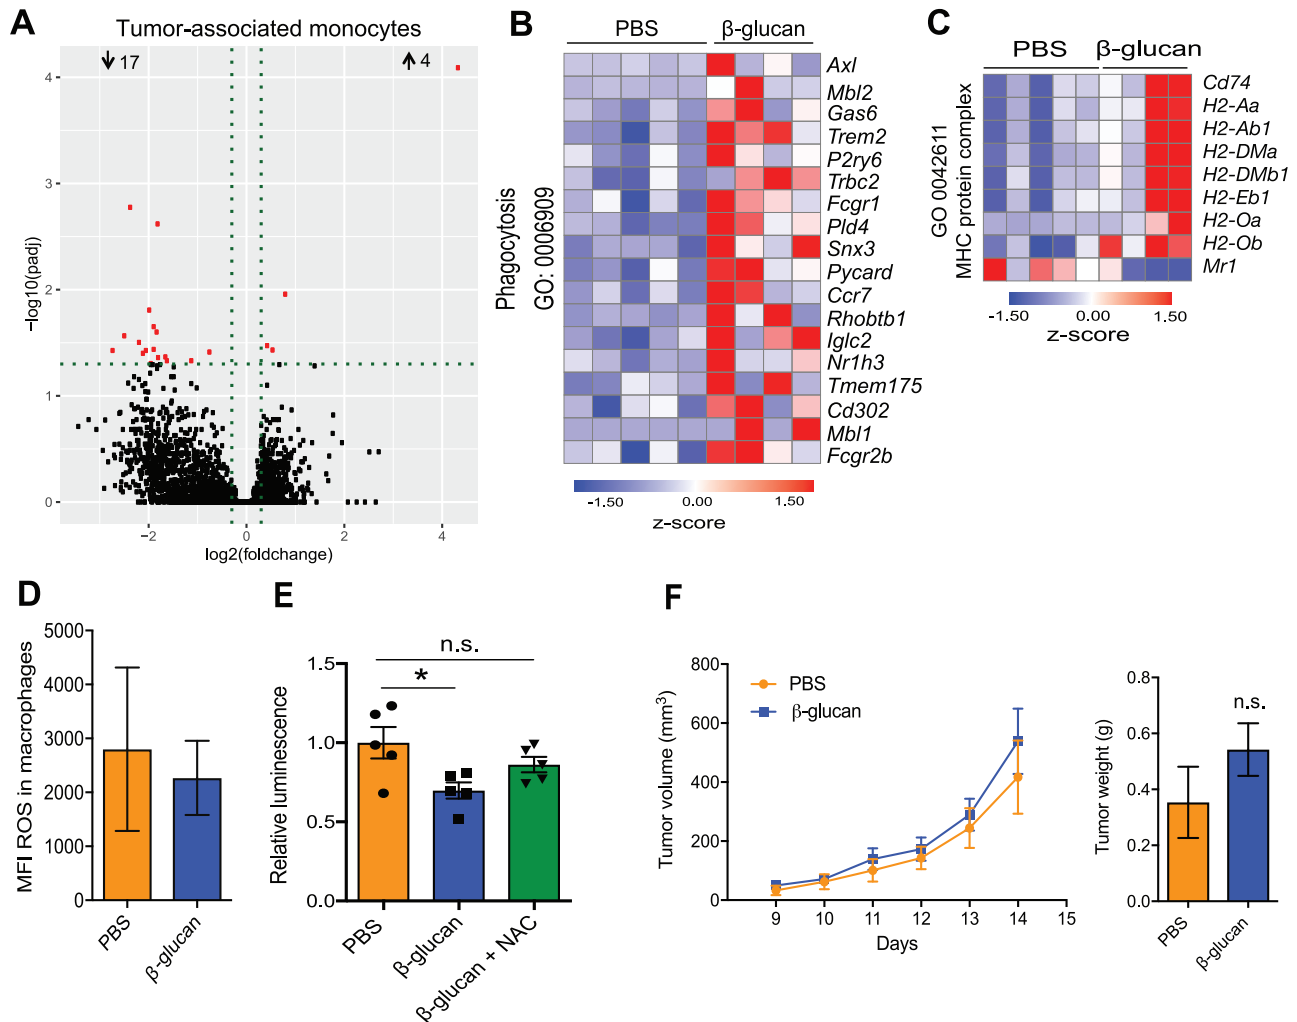 A
Tumor-associated monocytes
↓ 17
↑ 4
4
3
2
1
0
−log10(padj)
−2
0
2
4
log2(foldchange)
B
PBS
β-glucan
Phagocytosis
GO: 0006909
Axl
Mbl2
Gas6
Trem2
P2ry6
Trbc2
Fcgr1
Pld4
Snx3
Pycard
Ccr7
Rhobtb1
Iglc2
Nr1h3
Tmem175
Cd302
Mbl1
Fcgr2b
-1.50
0.00
1.50
z-score
C
PBS
β-glucan
GO 0042611
MHC protein complex
Cd74
H2-Aa
H2-Ab1
H2-DMa
H2-DMb1
H2-Eb1
H2-Oa
H2-Ob
Mr1
-1.50
0.00
1.50
z-score
D
MFI ROS in macrophages
5000
4000
3000
2000
1000
0
PBS
β-glucan
E
n.s.
*
Relative luminescence
1.5
1.0
0.5
0.0
PBS
β-glucan
β-glucan + NAC
F
Tumor volume (mm³)
800
600
400
200
0
PBS
β-glucan
9
10
11
12
13
14
15
Days
Tumor weight (g)
0.8
0.6
0.4
0.2
0.0
n.s.
PBS
β-glucan